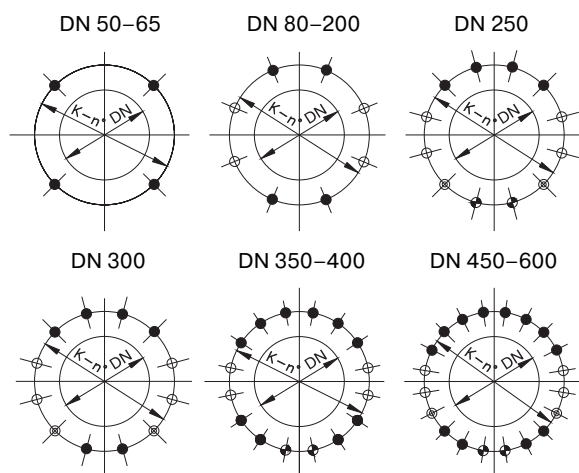 DN 50–65
DN 80–200
DN 250
K–n° DN
K–n° DN
K–n° DN
DN 300
DN 350–400
DN 450–600
K–n° DN
K–n° DN
K–n° DN